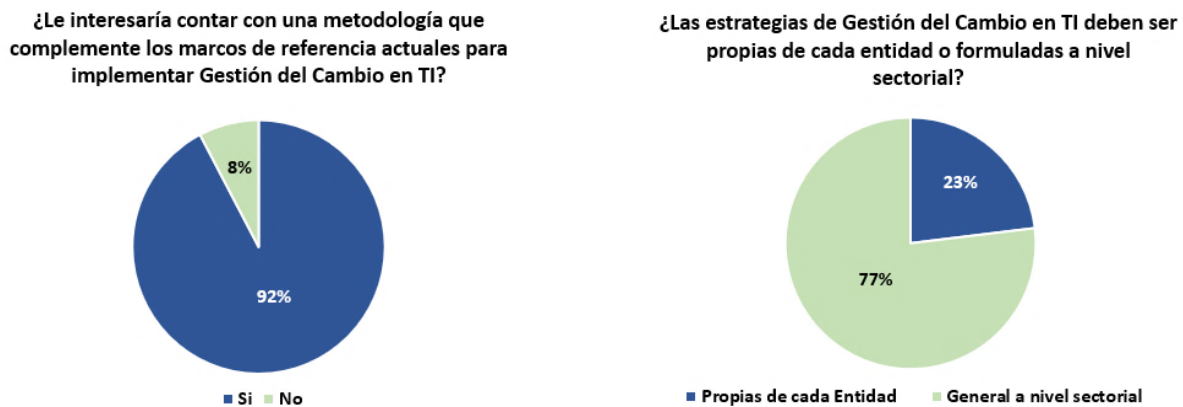 ¿Le interesaría contar con una metodología que
complemente los marcos de referencia actuales para
implementar Gestión del Cambio en TI?
8%
92%
Si No
¿Las estrategias de Gestión del Cambio en TI deben ser
propias de cada entidad o formuladas a nivel
sectorial?
23%
77%
Propias de cada Entidad General a nivel sectorial